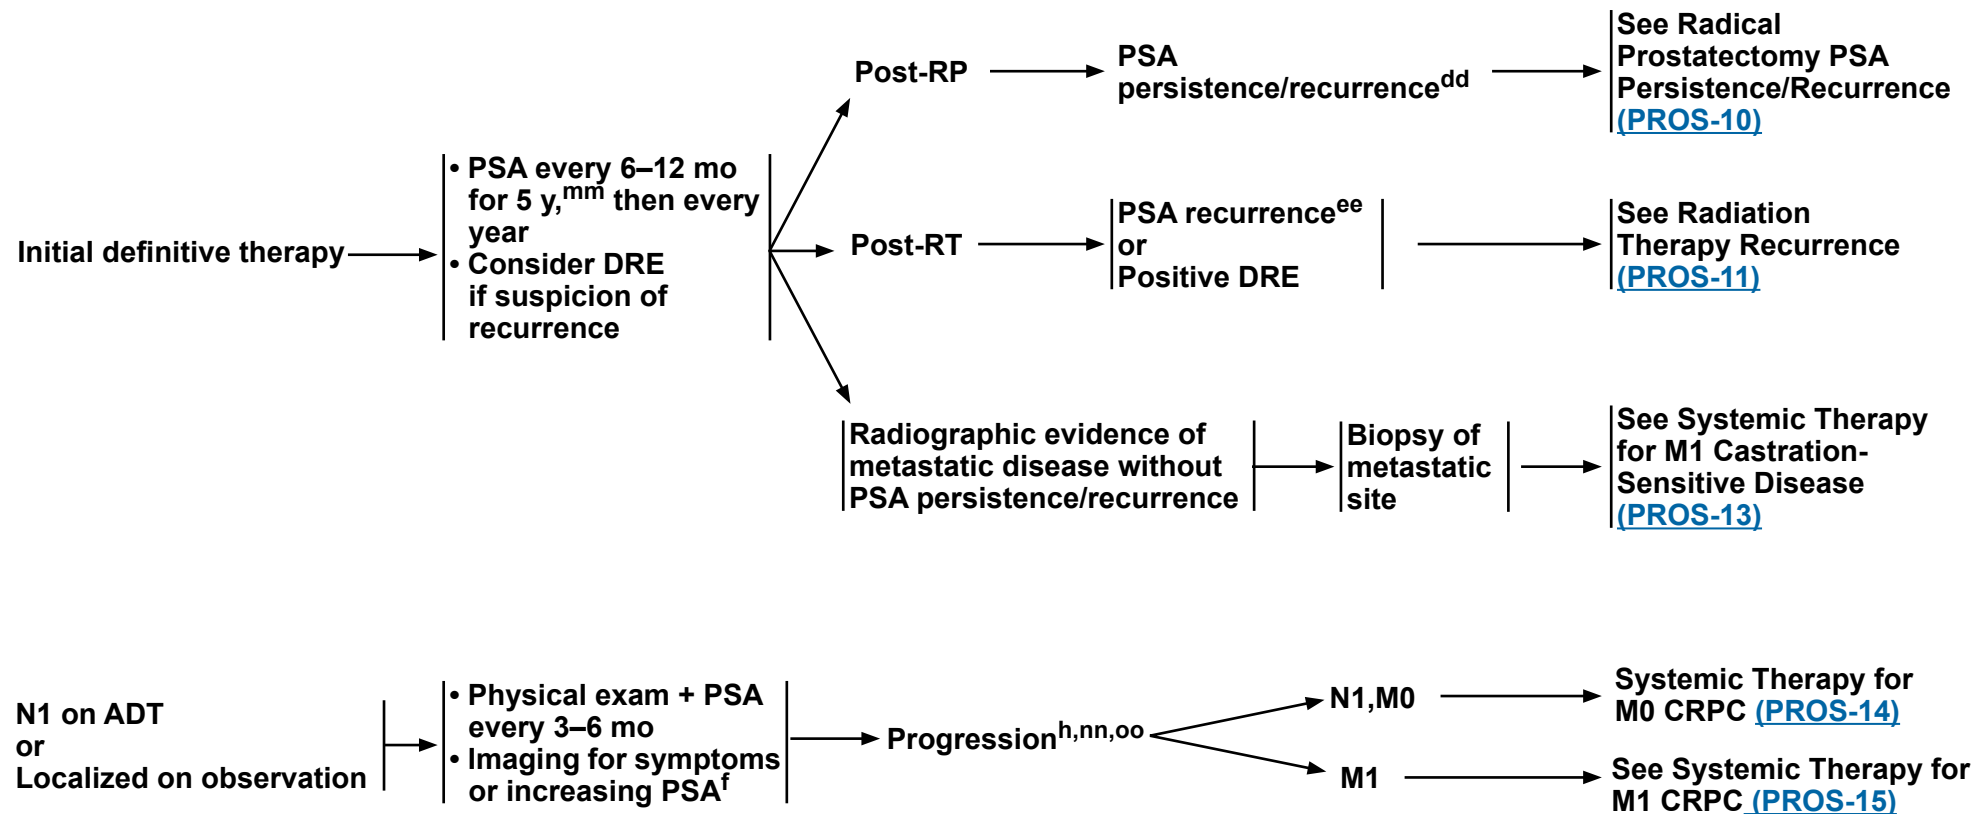 Initial definitive therapy
• PSA every 6–12 mo
for 5 y,mm then every
year
• Consider DRE
if suspicion of
recurrence
Post-RP
PSA
persistence/recurrencedd
See Radical
Prostatectomy PSA
Persistence/Recurrence
(PROS-10)
Post-RT
PSA recurrenceee
or
Positive DRE
See Radiation
Therapy Recurrence
(PROS-11)
Radiographic evidence of
metastatic disease without
PSA persistence/recurrence
Biopsy of
metastatic
site
See Systemic Therapy
for M1 Castration-
Sensitive Disease
(PROS-13)
N1 on ADT
or
Localized on observation
• Physical exam + PSA
every 3–6 mo
• Imaging for symptoms
or increasing PSAf
Progressionh,nn,oo
N1,M0
Systemic Therapy for
M0 CRPC (PROS-14)
M1
See Systemic Therapy for
M1 CRPC (PROS-15)